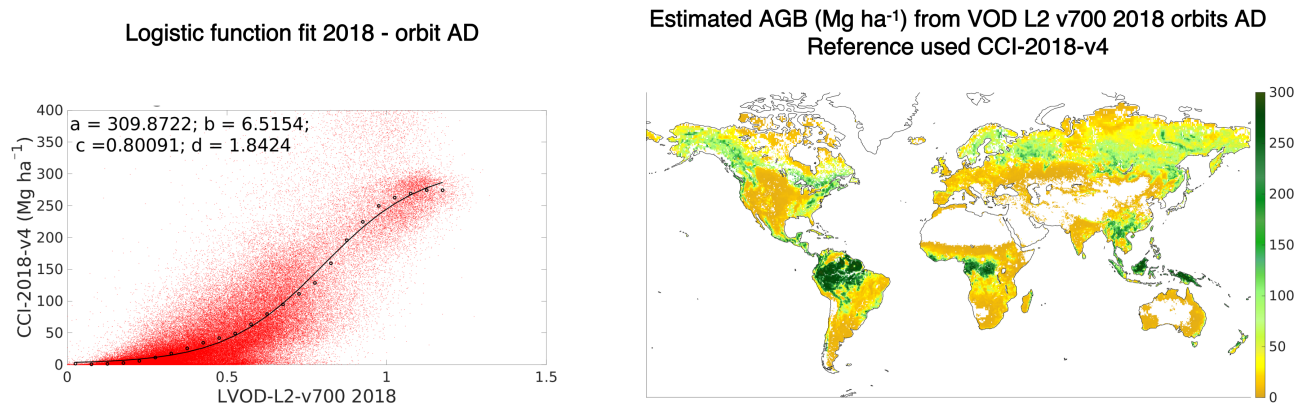 Logistic function fit 2018 - orbit AD
a = 309.8722; b = 6.5154;
c =0.80091; d = 1.8424
CCI-2018-v4 (Mg ha⁻¹)
400
350
300
250
200
150
100
50
0
0 0.5 1 1.5
LVOD-L2-v700 2018
Estimated AGB (Mg ha⁻¹) from VOD L2 v700 2018 orbits AD
Reference used CCI-2018-v4
300
250
200
150
100
50
0